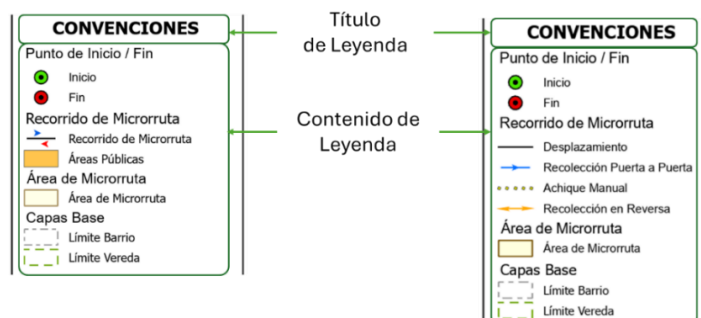 CONVENCIONES
Punto de Inicio / Fin
Inicio
Fin
Recorrido de Microrruta
Recorrido de Microrruta
Áreas Públicas
Área de Microrruta
Área de Microrruta
Capas Base
Límite Barrio
Límite Vereda
Título
de Leyenda
Contenido de
Leyenda
CONVENCIONES
Punto de Inicio / Fin
Inicio
Fin
Recorrido de Microrruta
Desplazamiento
Recolección Puerta a Puerta
Achique Manual
Recolección en Reversa
Área de Microrruta
Área de Microrruta
Capas Base
Límite Barrio
Límite Vereda